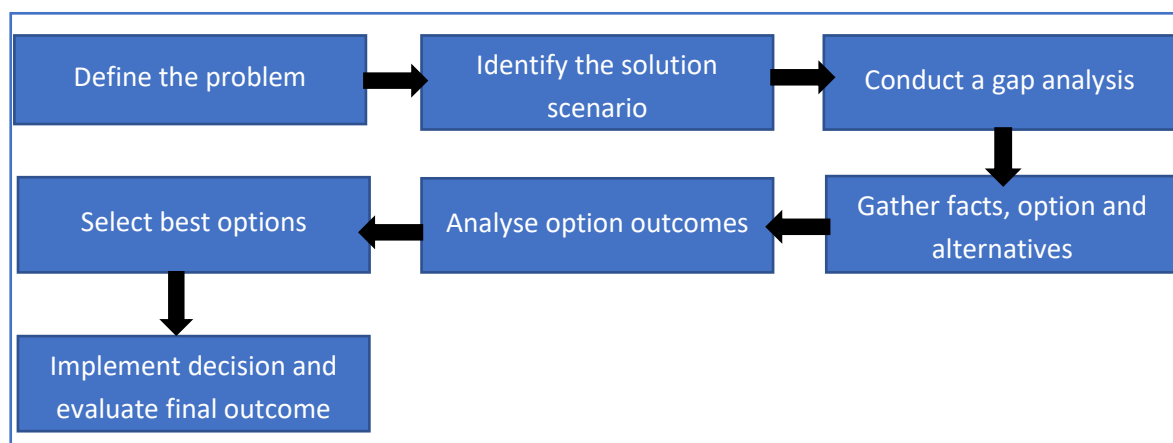 Define the problem
Identify the solution
scenario
Conduct a gap analysis
Gather facts, option and
alternatives
Analyse option outcomes
Select best options
Implement decision and
evaluate final outcome